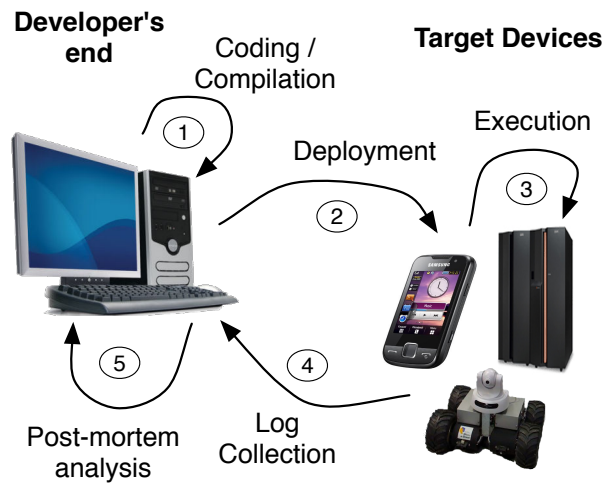 Developer's
end
Coding /
Compilation
Target Devices
1
Execution
Deployment
3
2
SAMSUNG
5
4
Post-mortem
analysis
Log
Collection